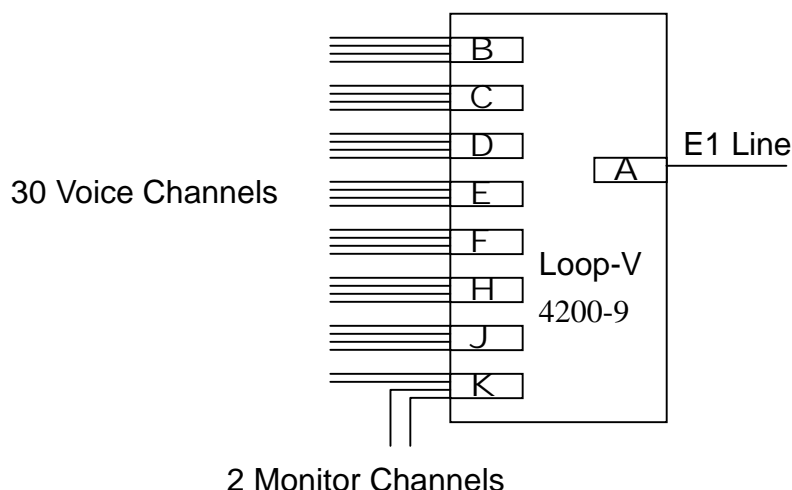 B
C
D
E1 Line
A
30 Voice Channels
E
F
Loop-V
H
4200-9
J
K
2 Monitor Channels